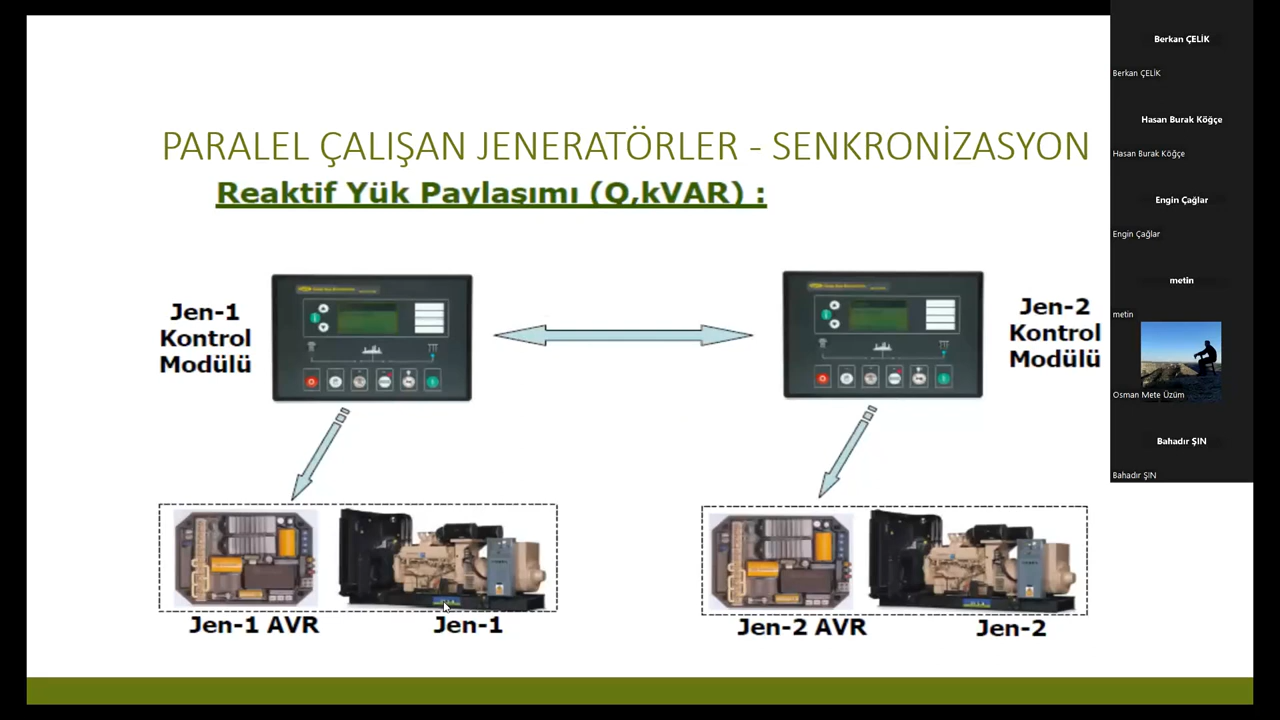 PARALEL ÇALIŞAN JENERATÖRLER - SENKRONİZASYON
Reaktif Yük Paylaşımı (Q,kVAR) :
Jen-1
Kontrol
Modülü
Jen-2
Kontrol
Modülü
Jen-1 AVR
Jen-1
Jen-2 AVR
Jen-2
Berkan ÇELİK
Berkan ÇELİK
Hasan Burak Köğçe
Hasan Burak Köğçe
Engin Çağlar
Engin Çağlar
metin
metin
Osman Mete Üzüm
Bahadır ŞIN
Bahadır ŞIN